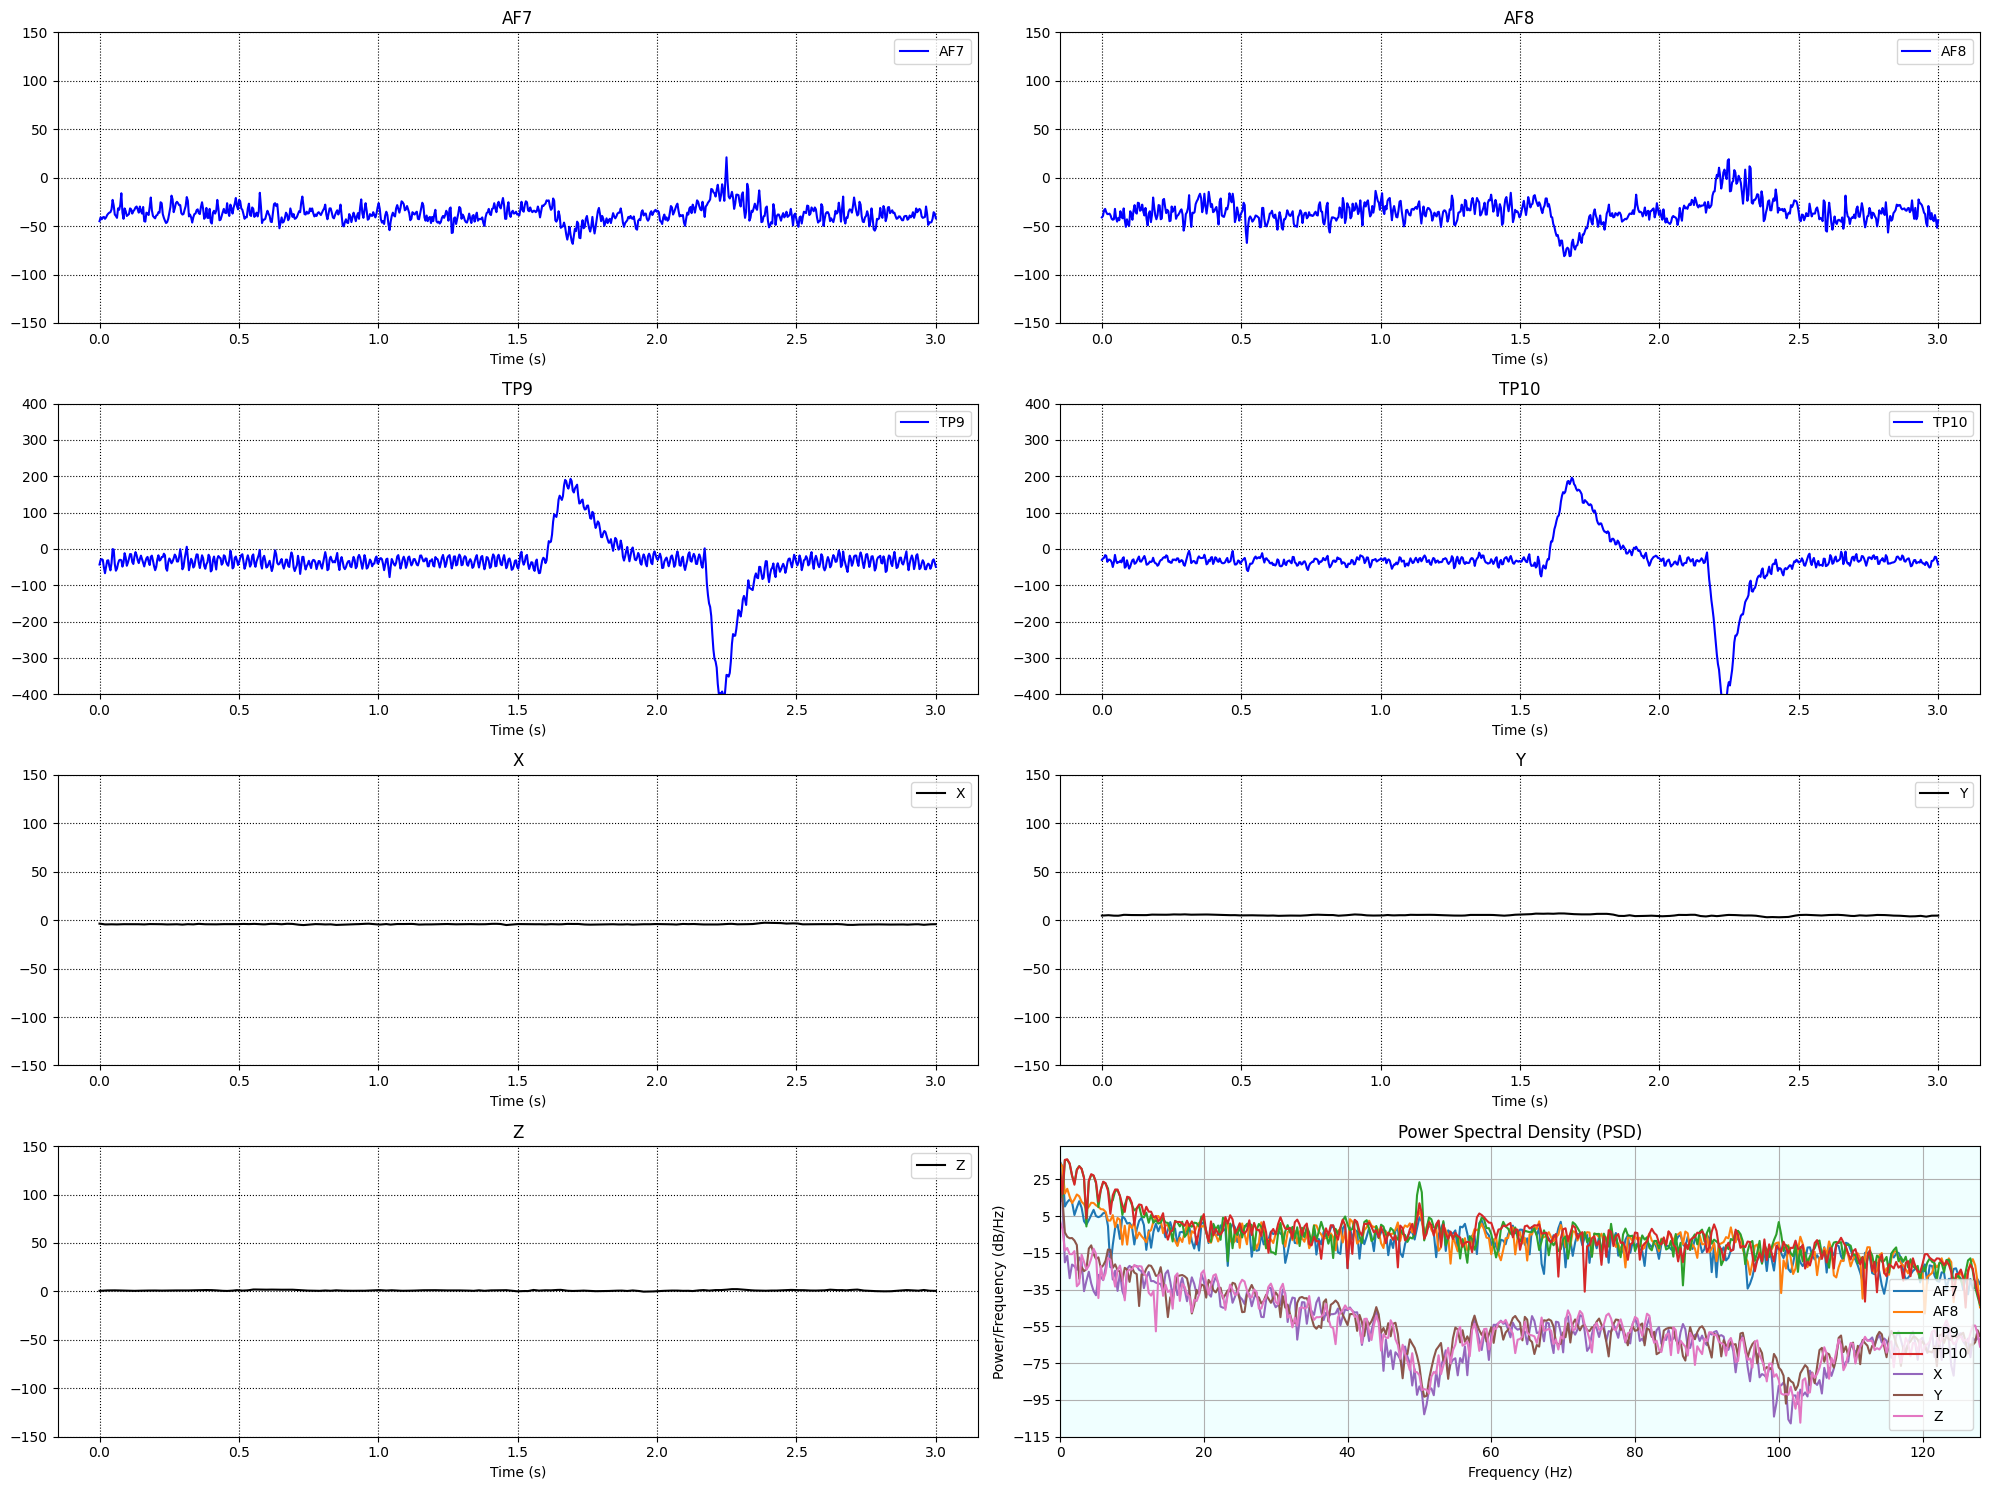 AF7
150
100
50
0
−50
−100
−150
0.0 0.5 1.0 1.5 2.0 2.5 3.0
Time (s)
AF7
AF8
150
100
50
0
−50
−100
−150
0.0 0.5 1.0 1.5 2.0 2.5 3.0
Time (s)
AF8
TP9
400
300
200
100
0
−100
−200
−300
−400
0.0 0.5 1.0 1.5 2.0 2.5 3.0
Time (s)
TP9
TP10
400
300
200
100
0
−100
−200
−300
−400
0.0 0.5 1.0 1.5 2.0 2.5 3.0
Time (s)
TP10
X
150
100
50
0
−50
−100
−150
0.0 0.5 1.0 1.5 2.0 2.5 3.0
Time (s)
X
Y
150
100
50
0
−50
−100
−150
0.0 0.5 1.0 1.5 2.0 2.5 3.0
Time (s)
Y
Z
150
100
50
0
−50
−100
−150
0.0 0.5 1.0 1.5 2.0 2.5 3.0
Time (s)
Z
Power Spectral Density (PSD)
Power/Frequency (dB/Hz)
25
5
−15
−35
−55
−75
−95
−115
0 20 40 60 80 100 120
Frequency (Hz)
AF7
AF8
TP9
TP10
X
Y
Z